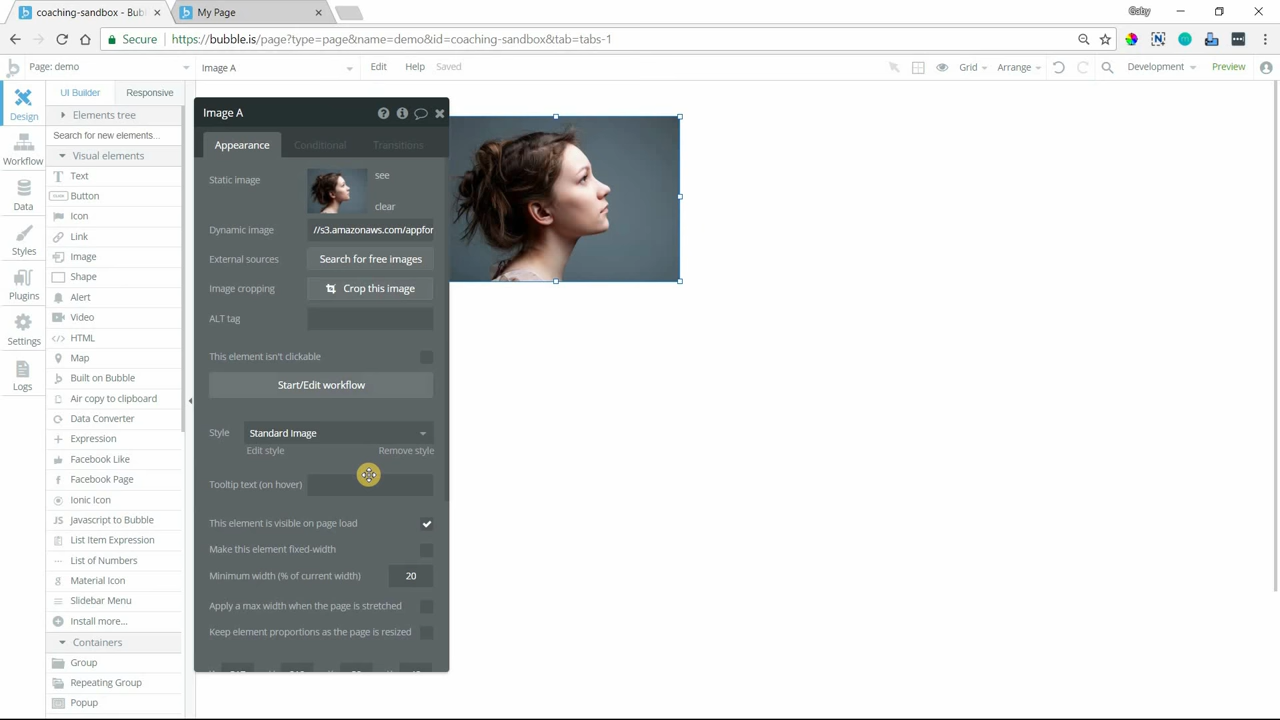 coaching-sandbox - Bubl
My Page
Gaby
Secure
https://bubble.is/page?type=page&name=demo&id=coaching-sandbox&tab=tabs-1
Page: demo
Image A
Edit
Help
Saved
Grid
Arrange
Development
Preview
Design
Workflow
Data
Styles
Plugins
Settings
Logs
UI Builder
Responsive
Elements tree
Search for new elements...
Visual elements
Text
Button
Icon
Link
Image
Shape
Alert
Video
</> HTML
Map
Built on Bubble
Air copy to clipboard
Data Converter
Expression
Facebook Like
Facebook Page
Ionic Icon
JS Javascript to Bubble
List Item Expression
List of Numbers
Material Icon
Slidebar Menu
Install more...
Containers
Group
Repeating Group
Popup
Image A
Appearance
Conditional
Transitions
Static image
see
clear
Dynamic image
//s3.amazonaws.com/appfor
External sources
Search for free images
Image cropping
Crop this image
ALT tag
This element isn't clickable
Start/Edit workflow
Style
Standard Image
Edit style
Remove style
Tooltip text (on hover)
This element is visible on page load
Make this element fixed-width
Minimum width (% of current width)
20
Apply a max width when the page is stretched
Keep element proportions as the page is resized